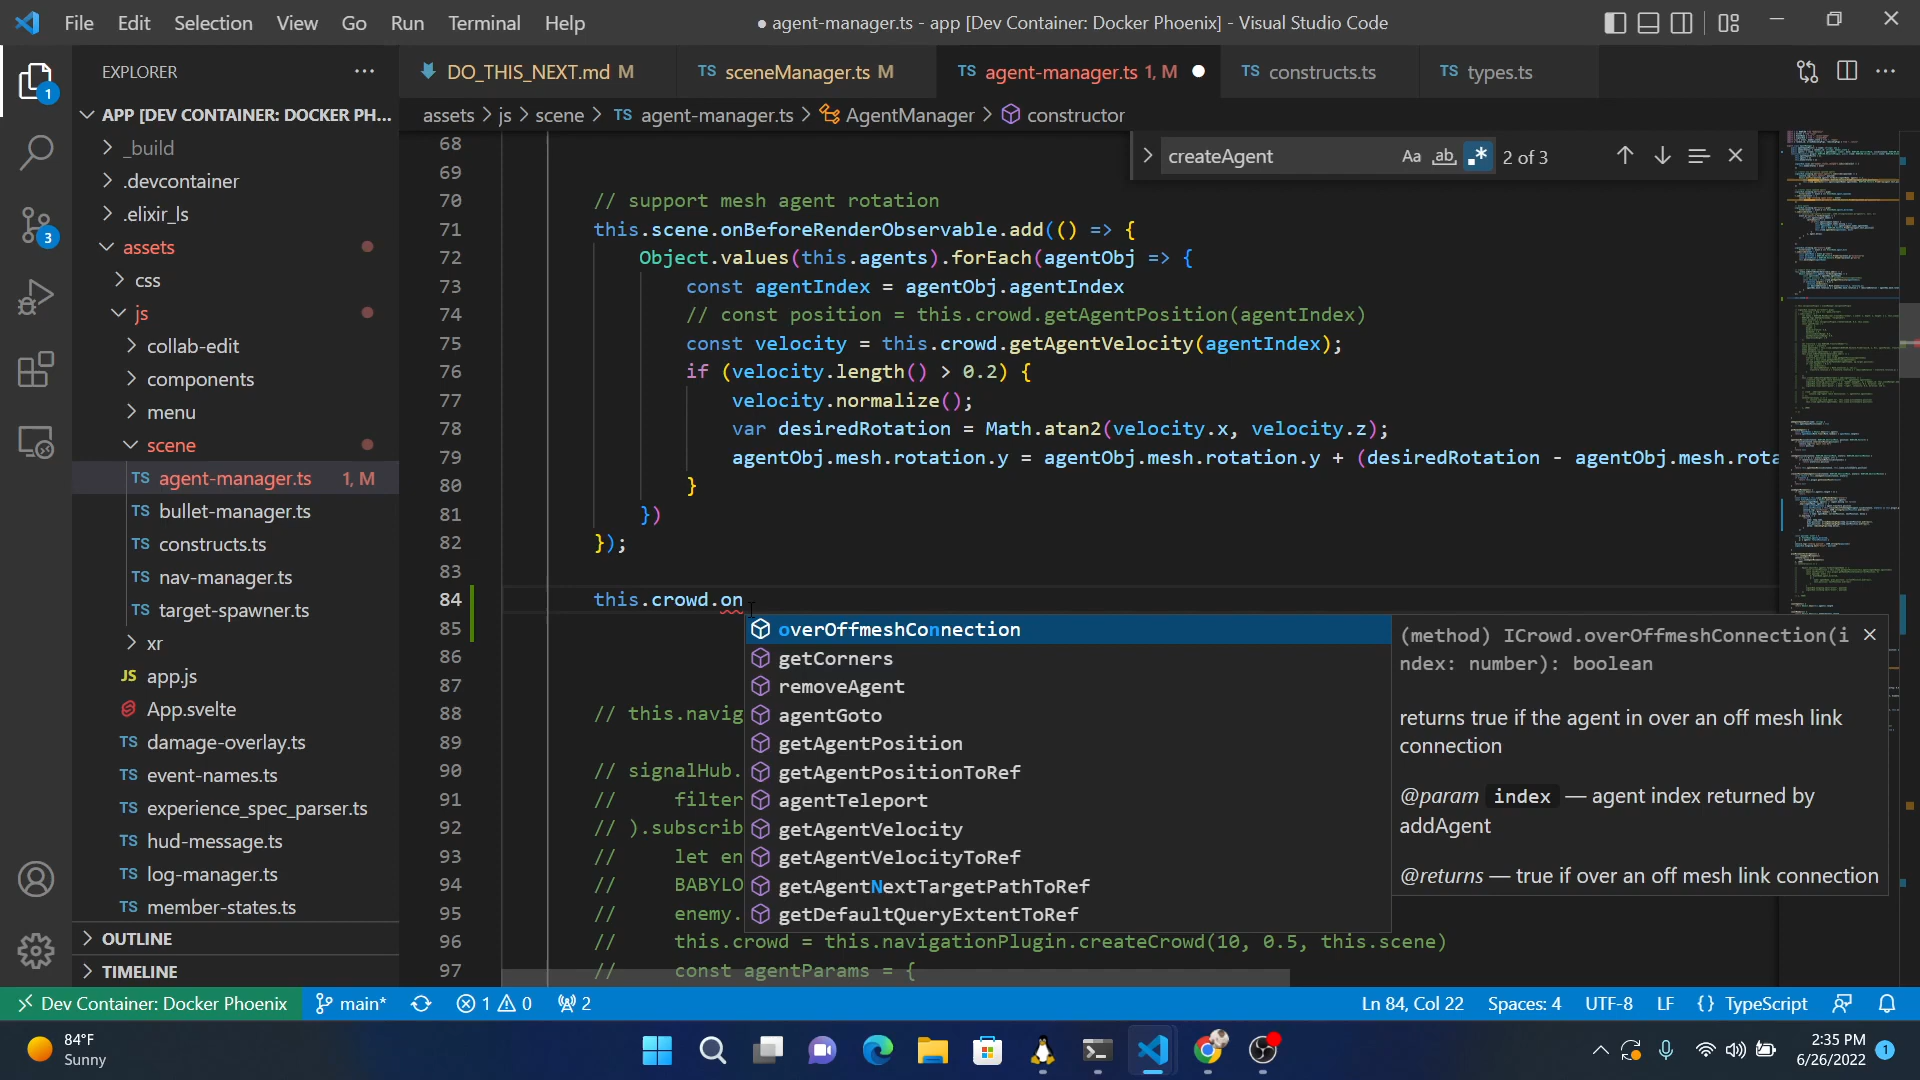 File Edit Selection View Go Run Terminal Help
● agent-manager.ts - app [Dev Container: Docker Phoenix] - Visual Studio Code
EXPLORER
DO_THIS_NEXT.md M
TS sceneManager.ts M
TS agent-manager.ts 1, M
TS constructs.ts
TS types.ts
assets > js > scene > TS agent-manager.ts > AgentManager > constructor
createAgent Aa ab .* 2 of 3
1
3
APP [DEV CONTAINER: DOCKER PH...
_build
.devcontainer
.elixir_ls
assets
css
js
collab-edit
components
menu
scene
TS agent-manager.ts 1, M
TS bullet-manager.ts
TS constructs.ts
TS nav-manager.ts
TS target-spawner.ts
xr
JS app.js
App.svelte
TS damage-overlay.ts
TS event-names.ts
TS experience_spec_parser.ts
TS hud-message.ts
TS log-manager.ts
TS member-states.ts
OUTLINE
TIMELINE
68
69
70 // support mesh agent rotation
71 this.scene.onBeforeRenderObservable.add(() => {
72 Object.values(this.agents).forEach(agentObj => {
73 const agentIndex = agentObj.agentIndex
74 // const position = this.crowd.getAgentPosition(agentIndex)
75 const velocity = this.crowd.getAgentVelocity(agentIndex);
76 if (velocity.length() > 0.2) {
77 velocity.normalize();
78 var desiredRotation = Math.atan2(velocity.x, velocity.z);
79 agentObj.mesh.rotation.y = agentObj.mesh.rotation.y + (desiredRotation - agentObj.mesh.rota
80 }
81 })
82 });
83
84 this.crowd.on
85
86
87
88 // this.navig
89
90 // signalHub.
91 // filter
92 // ).subscrib
93 // let en
94 // BABYLO
95 // enemy.
96 // this.crowd = this.navigationPlugin.createCrowd(10, 0.5, this.scene)
97 // const agentParams = {
overOffmeshConnection
getCorners
removeAgent
agentGoto
getAgentPosition
getAgentPositionToRef
agentTeleport
getAgentVelocity
getAgentVelocityToRef
getAgentNextTargetPathToRef
getDefaultQueryExtentToRef
(method) ICrowd.overOffmeshConnection(i
ndex: number): boolean
returns true if the agent in over an off mesh link
connection
@param index — agent index returned by
addAgent
@returns — true if over an off mesh link connection
Dev Container: Docker Phoenix main* 1 0 2 Ln 84, Col 22 Spaces: 4 UTF-8 LF {} TypeScript
84°F
Sunny
2:35 PM
6/26/2022
1